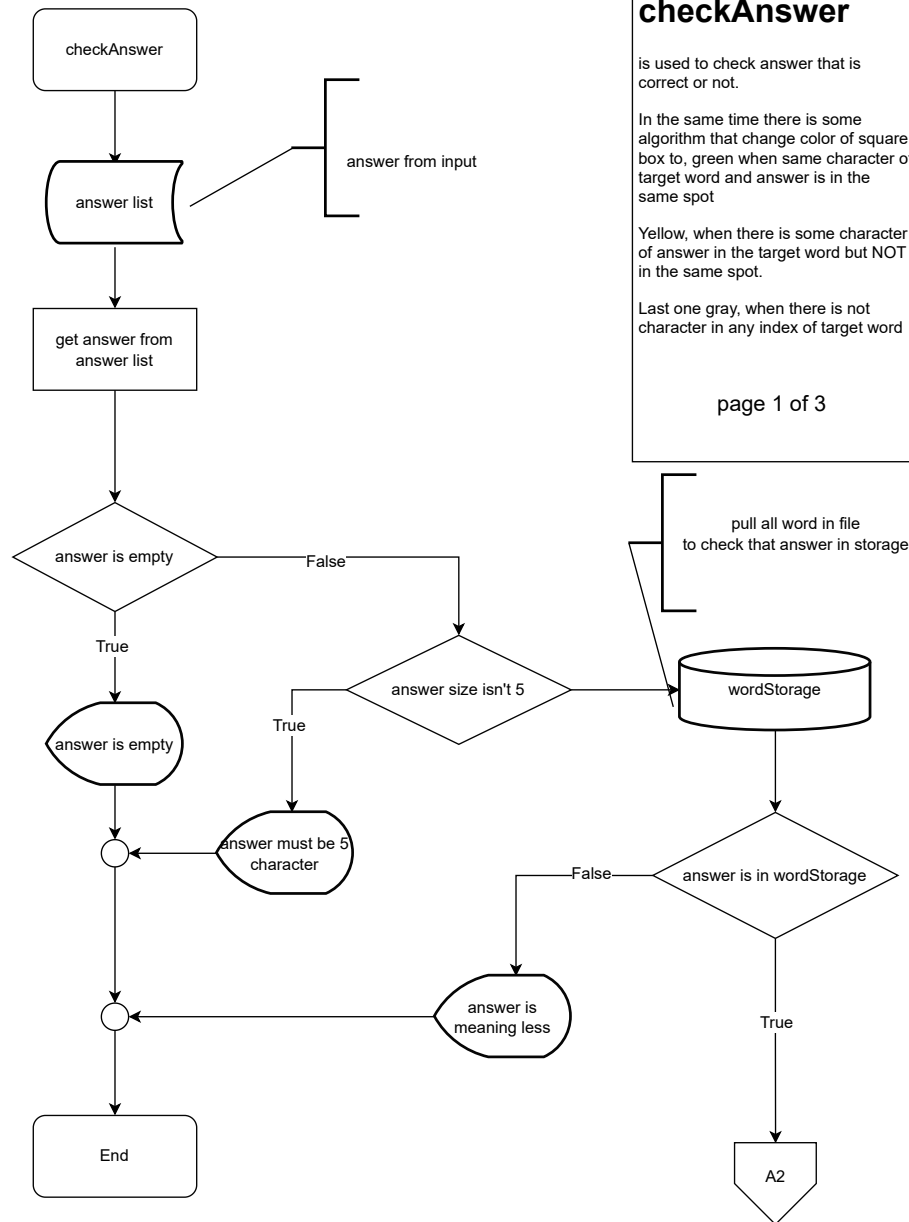 checkAnswer
is used to check answer that is
correct or not.
In the same time there is some
algorithm that change color of square
box to, green when same character of
target word and answer is in the
same spot
Yellow, when there is some character
of answer in the target word but NOT
in the same spot.
Last one gray, when there is not
character in any index of target word
page 1 of 3
checkAnswer
answer from input
answer list
get answer from
answer list
pull all word in file
to check that answer in storage
answer is empty
False
True
answer size isn't 5
wordStorage
True
answer is empty
answer must be 5
character
False
answer is in wordStorage
answer is
meaning less
True
End
A2